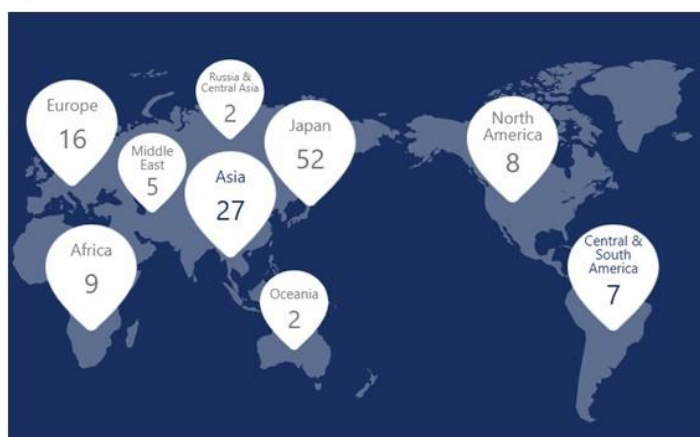 Russia &
Central Asia
2
Europe
16
Japan
52
North
America
8
Middle
East
5
Asia
27
Africa
9
Central &
South
America
7
Oceania
2